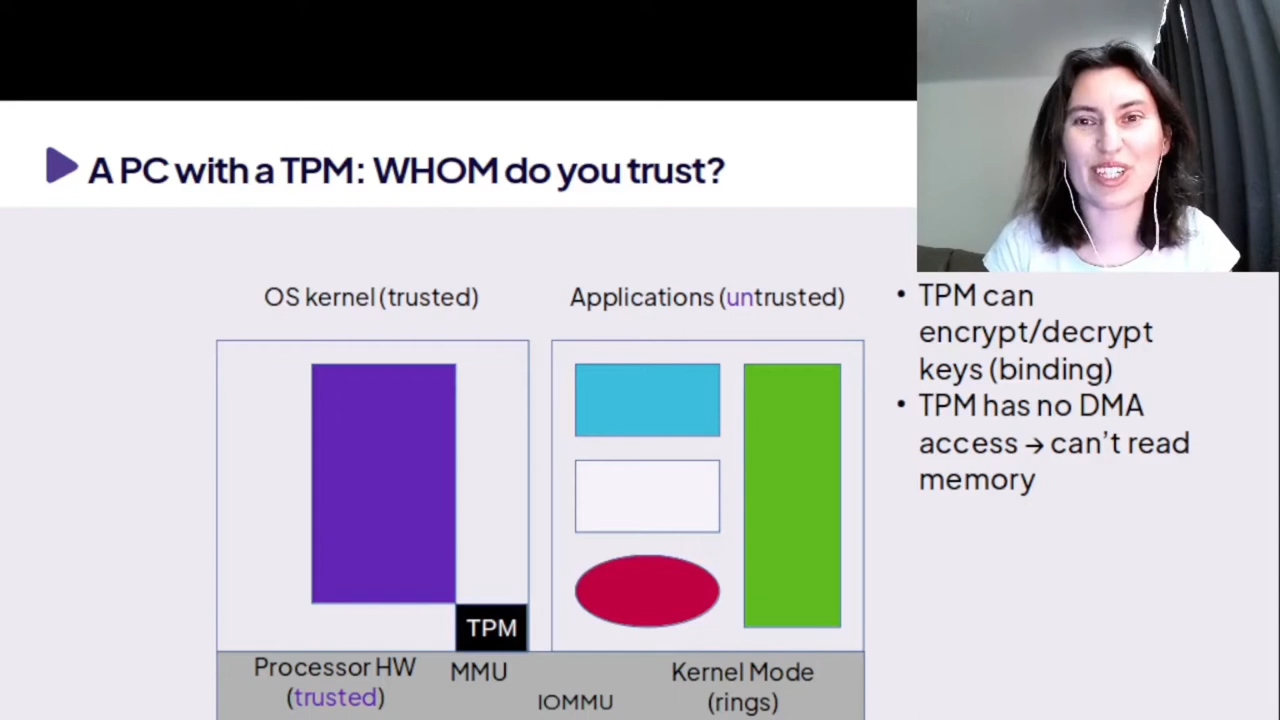 A PC with a TPM: WHOM do you trust?
OS kernel (trusted)
Applications (untrusted)
TPM
Processor HW
(trusted)
MMU
IOMMU
Kernel Mode
(rings)
• TPM can
encrypt/decrypt
keys (binding)
• TPM has no DMA
access → can’t read
memory